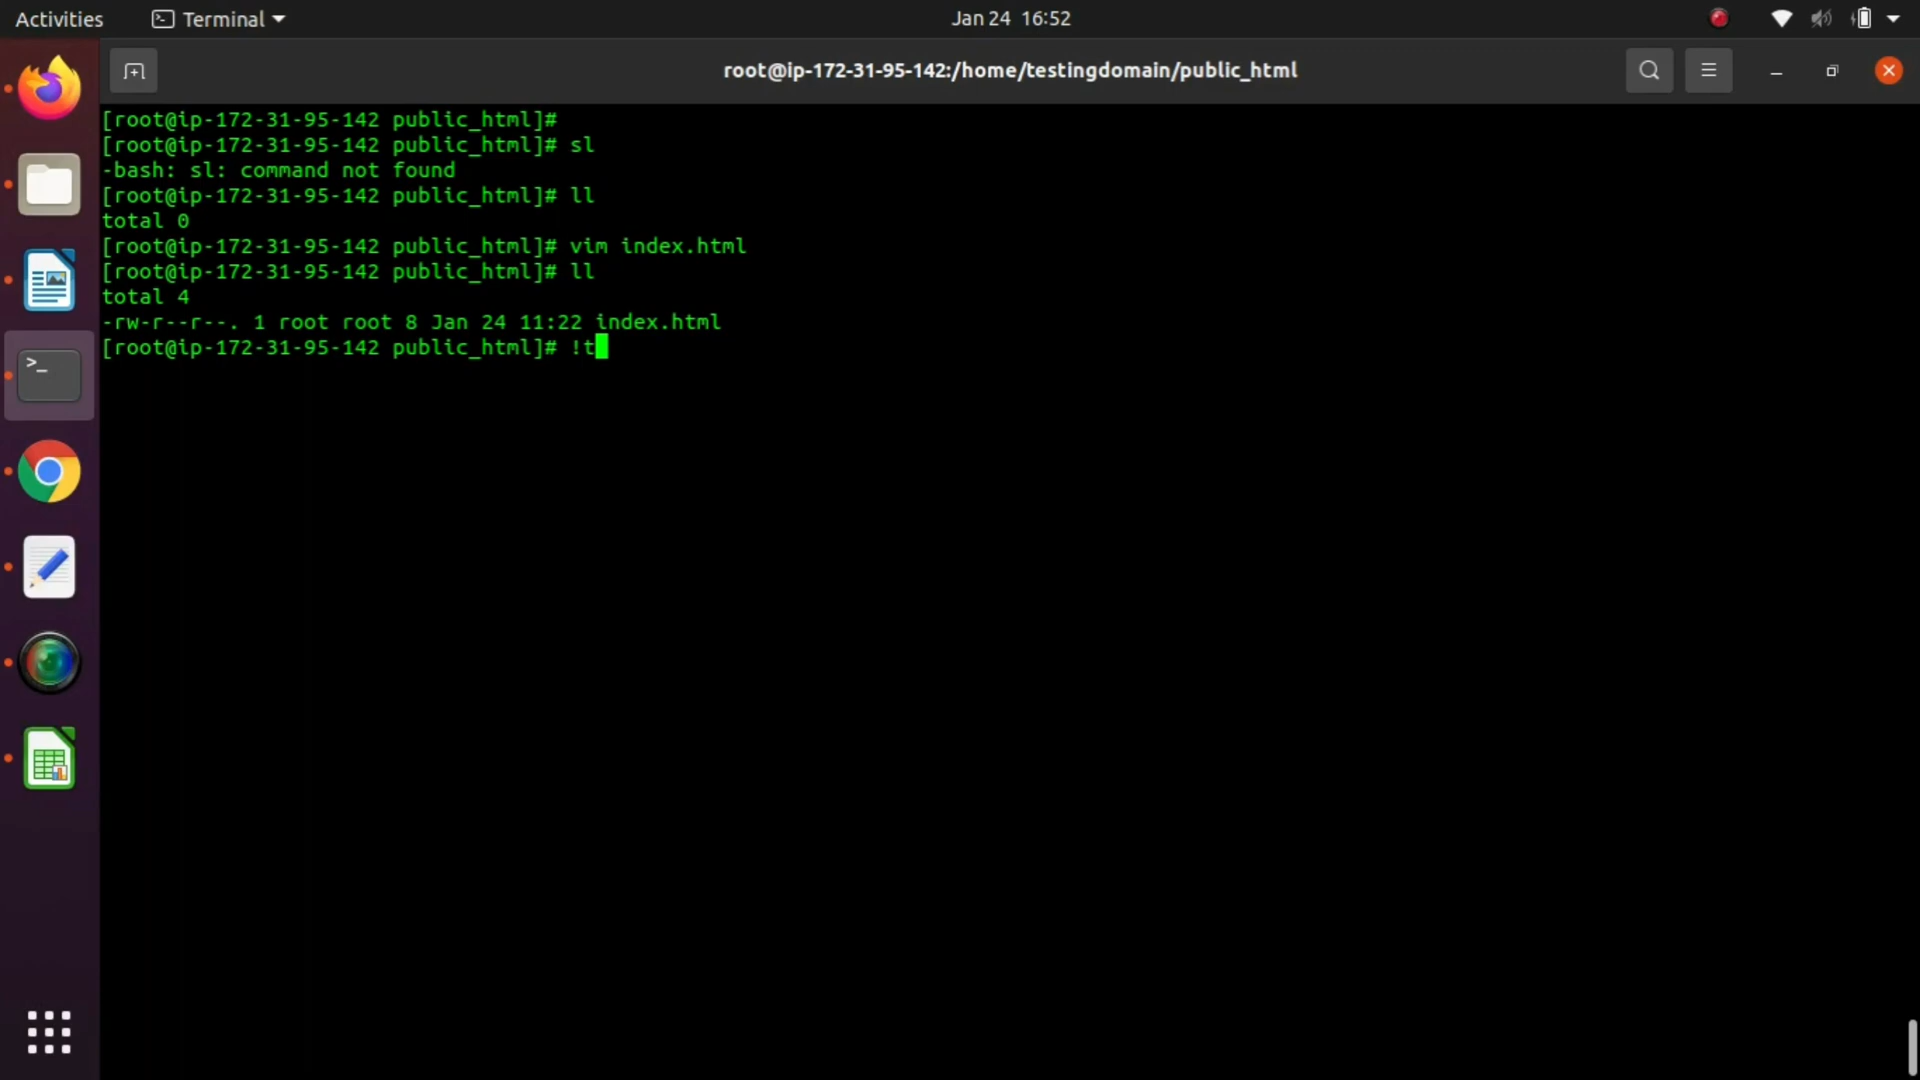 Activities Terminal Jan 24 16:52
root@ip-172-31-95-142:/home/testingdomain/public_html
[root@ip-172-31-95-142 public_html]#
[root@ip-172-31-95-142 public_html]# sl
-bash: sl: command not found
[root@ip-172-31-95-142 public_html]# ll
total 0
[root@ip-172-31-95-142 public_html]# vim index.html
[root@ip-172-31-95-142 public_html]# ll
total 4
-rw-r--r--. 1 root root 8 Jan 24 11:22 index.html
[root@ip-172-31-95-142 public_html]# !t